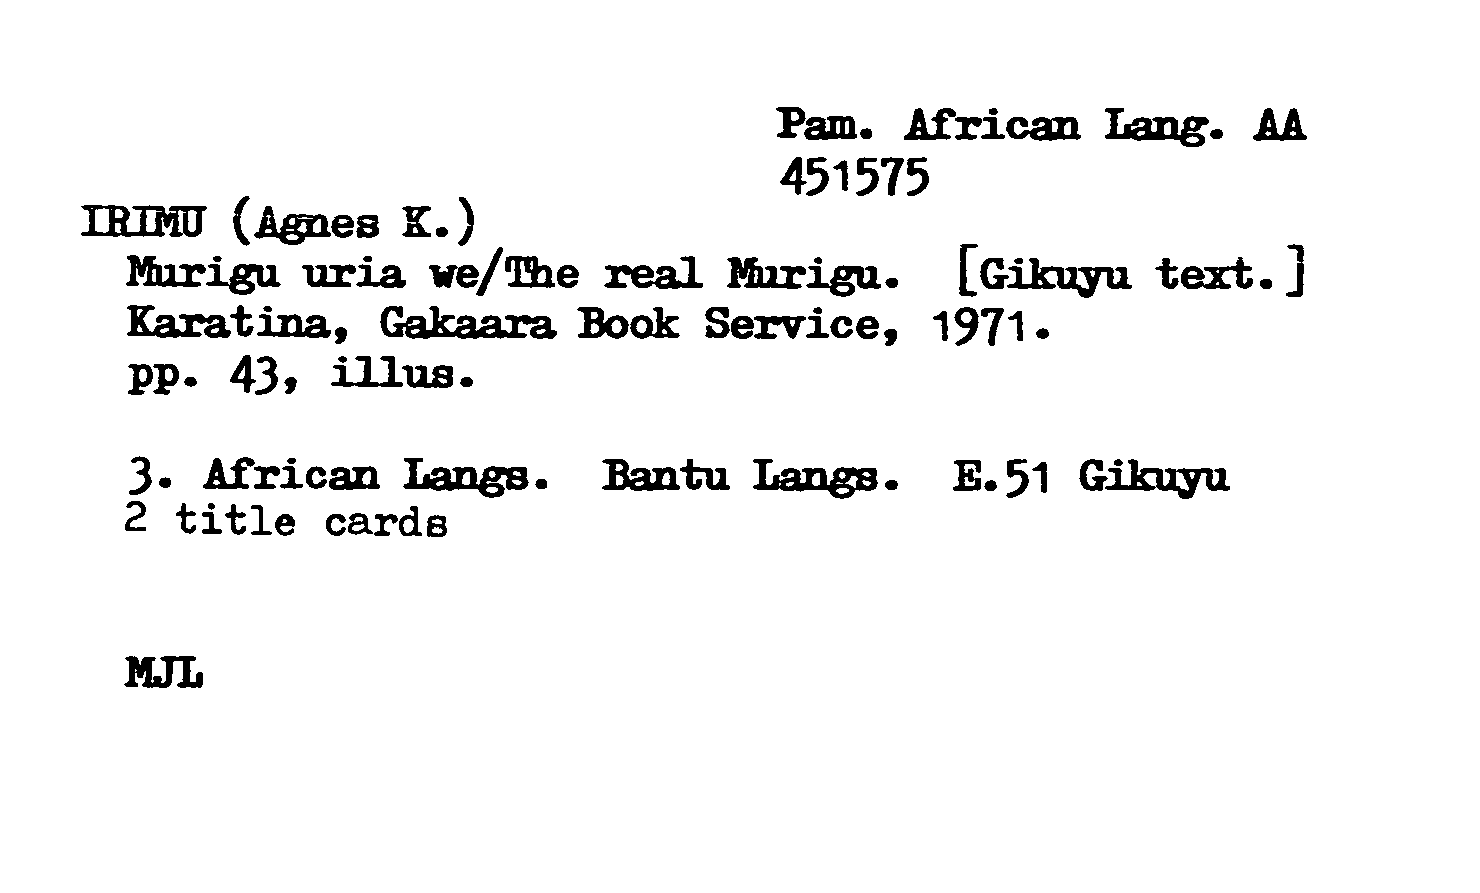 Pam. African Lang. AA
451575
IRIMU (Agnes K.)
Murigu uria we/The real Murigu. [Gikuyu text.]
Karatina, Gakaara Book Service, 1971.
pp. 43, illus.
3. African Langs. Bantu Langs. E.51 Gikuyu
2 title cards
MJL